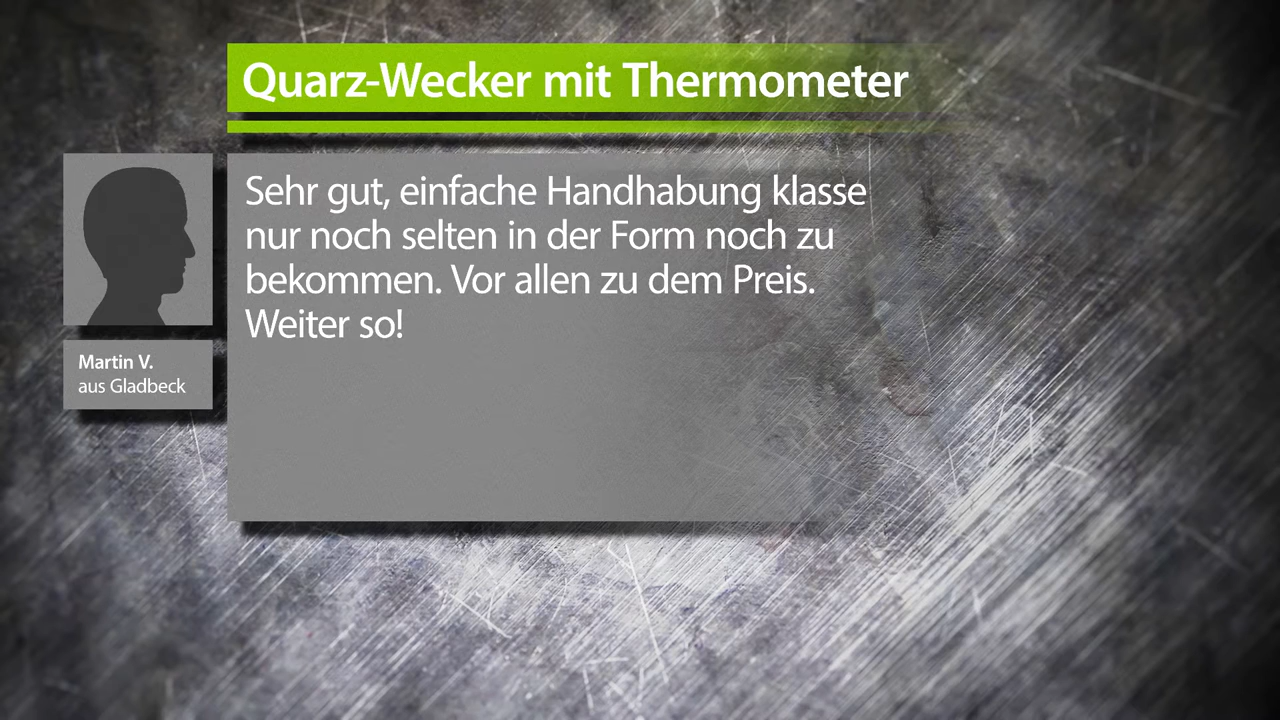 Quarz-Wecker mit Thermometer
Sehr gut, einfache Handhabung klasse
nur noch selten in der Form noch zu
bekommen. Vor allen zu dem Preis.
Weiter so!
Martin V.
aus Gladbeck